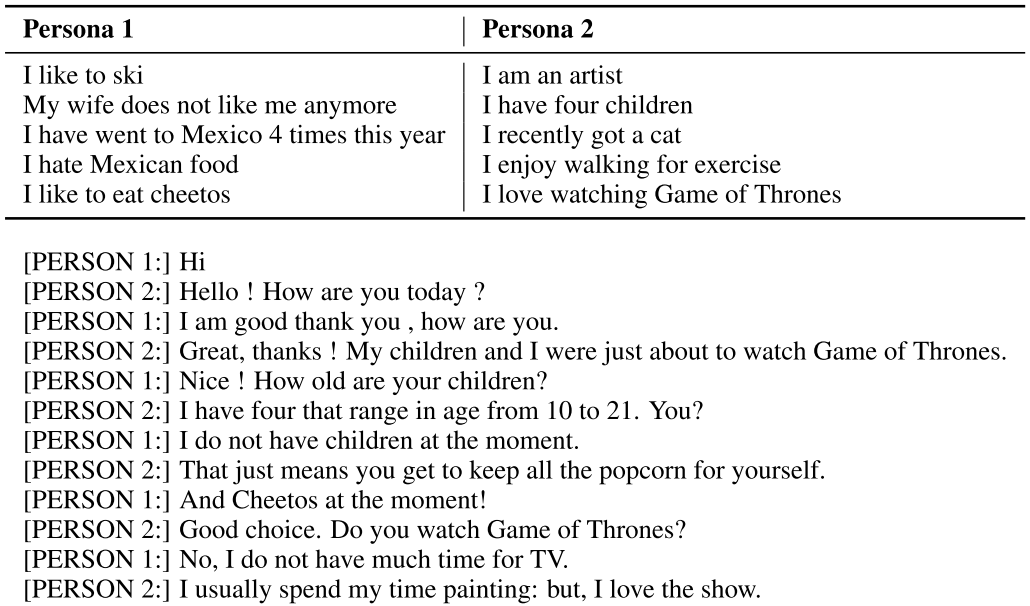 Persona 1 Persona 2
I like to ski I am an artist
My wife does not like me anymore I have four children
I have went to Mexico 4 times this year I recently got a cat
I hate Mexican food I enjoy walking for exercise
I like to eat cheetos I love watching Game of Thrones
[PERSON 1:] Hi
[PERSON 2:] Hello ! How are you today ?
[PERSON 1:] I am good thank you , how are you.
[PERSON 2:] Great, thanks ! My children and I were just about to watch Game of Thrones.
[PERSON 1:] Nice ! How old are your children?
[PERSON 2:] I have four that range in age from 10 to 21. You?
[PERSON 1:] I do not have children at the moment.
[PERSON 2:] That just means you get to keep all the popcorn for yourself.
[PERSON 1:] And Cheetos at the moment!
[PERSON 2:] Good choice. Do you watch Game of Thrones?
[PERSON 1:] No, I do not have much time for TV.
[PERSON 2:] I usually spend my time painting: but, I love the show.